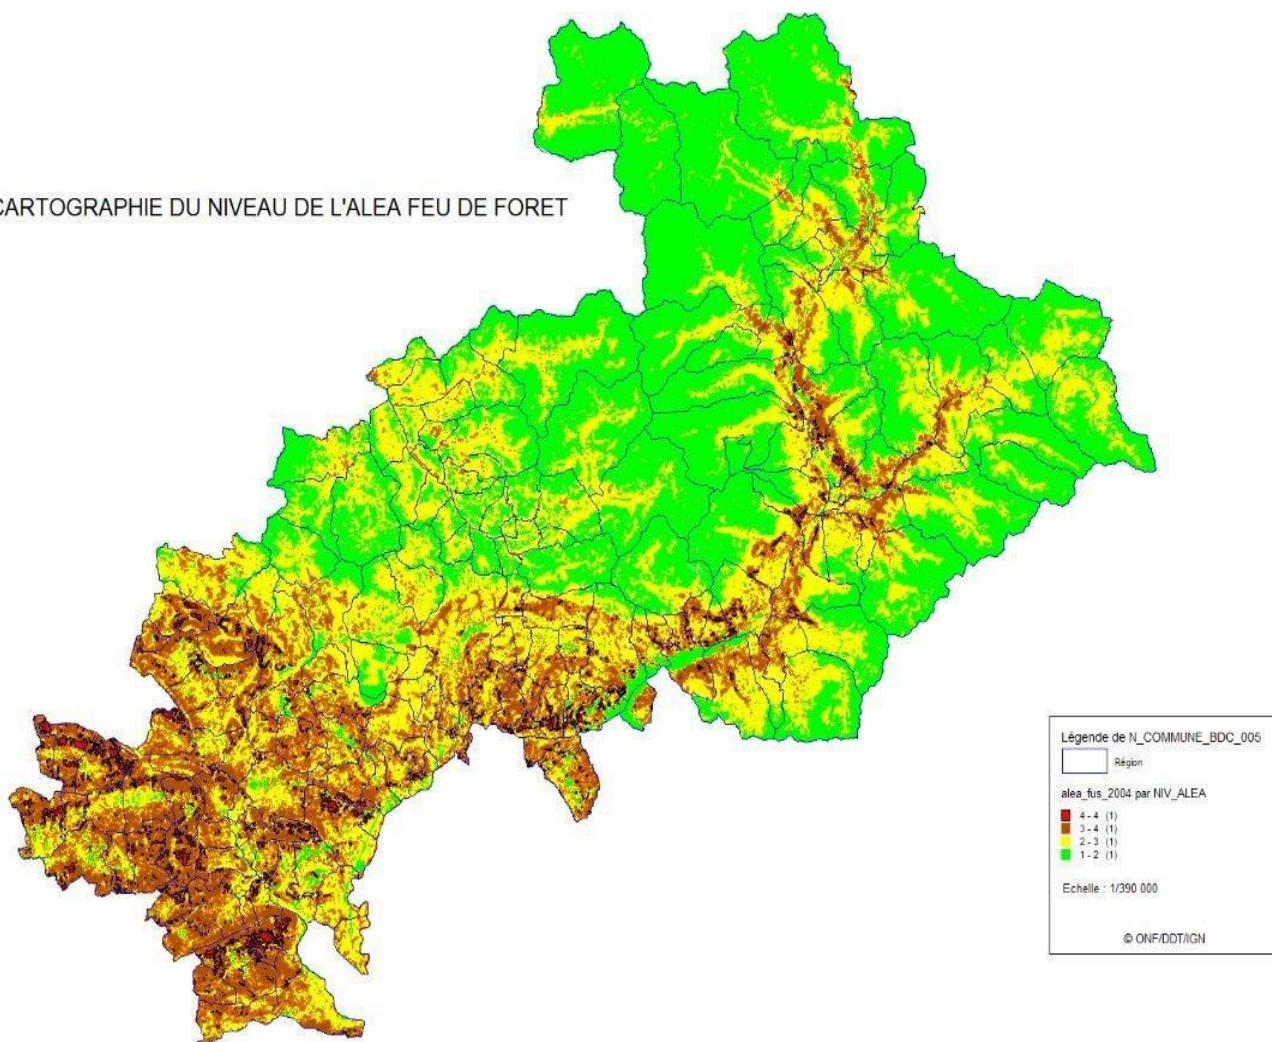 CARTOGRAPHIE DU NIVEAU DE L'ALEA FEU DE FORET
Légende de N_COMMUNE_BDC_005
Région
alea_fus_2004 par NIV_ALEA
4 - 4 (1)
3 - 4 (1)
2 - 3 (1)
1 - 2 (1)
Echelle : 1/390 000
© ONF/DDT/IGN